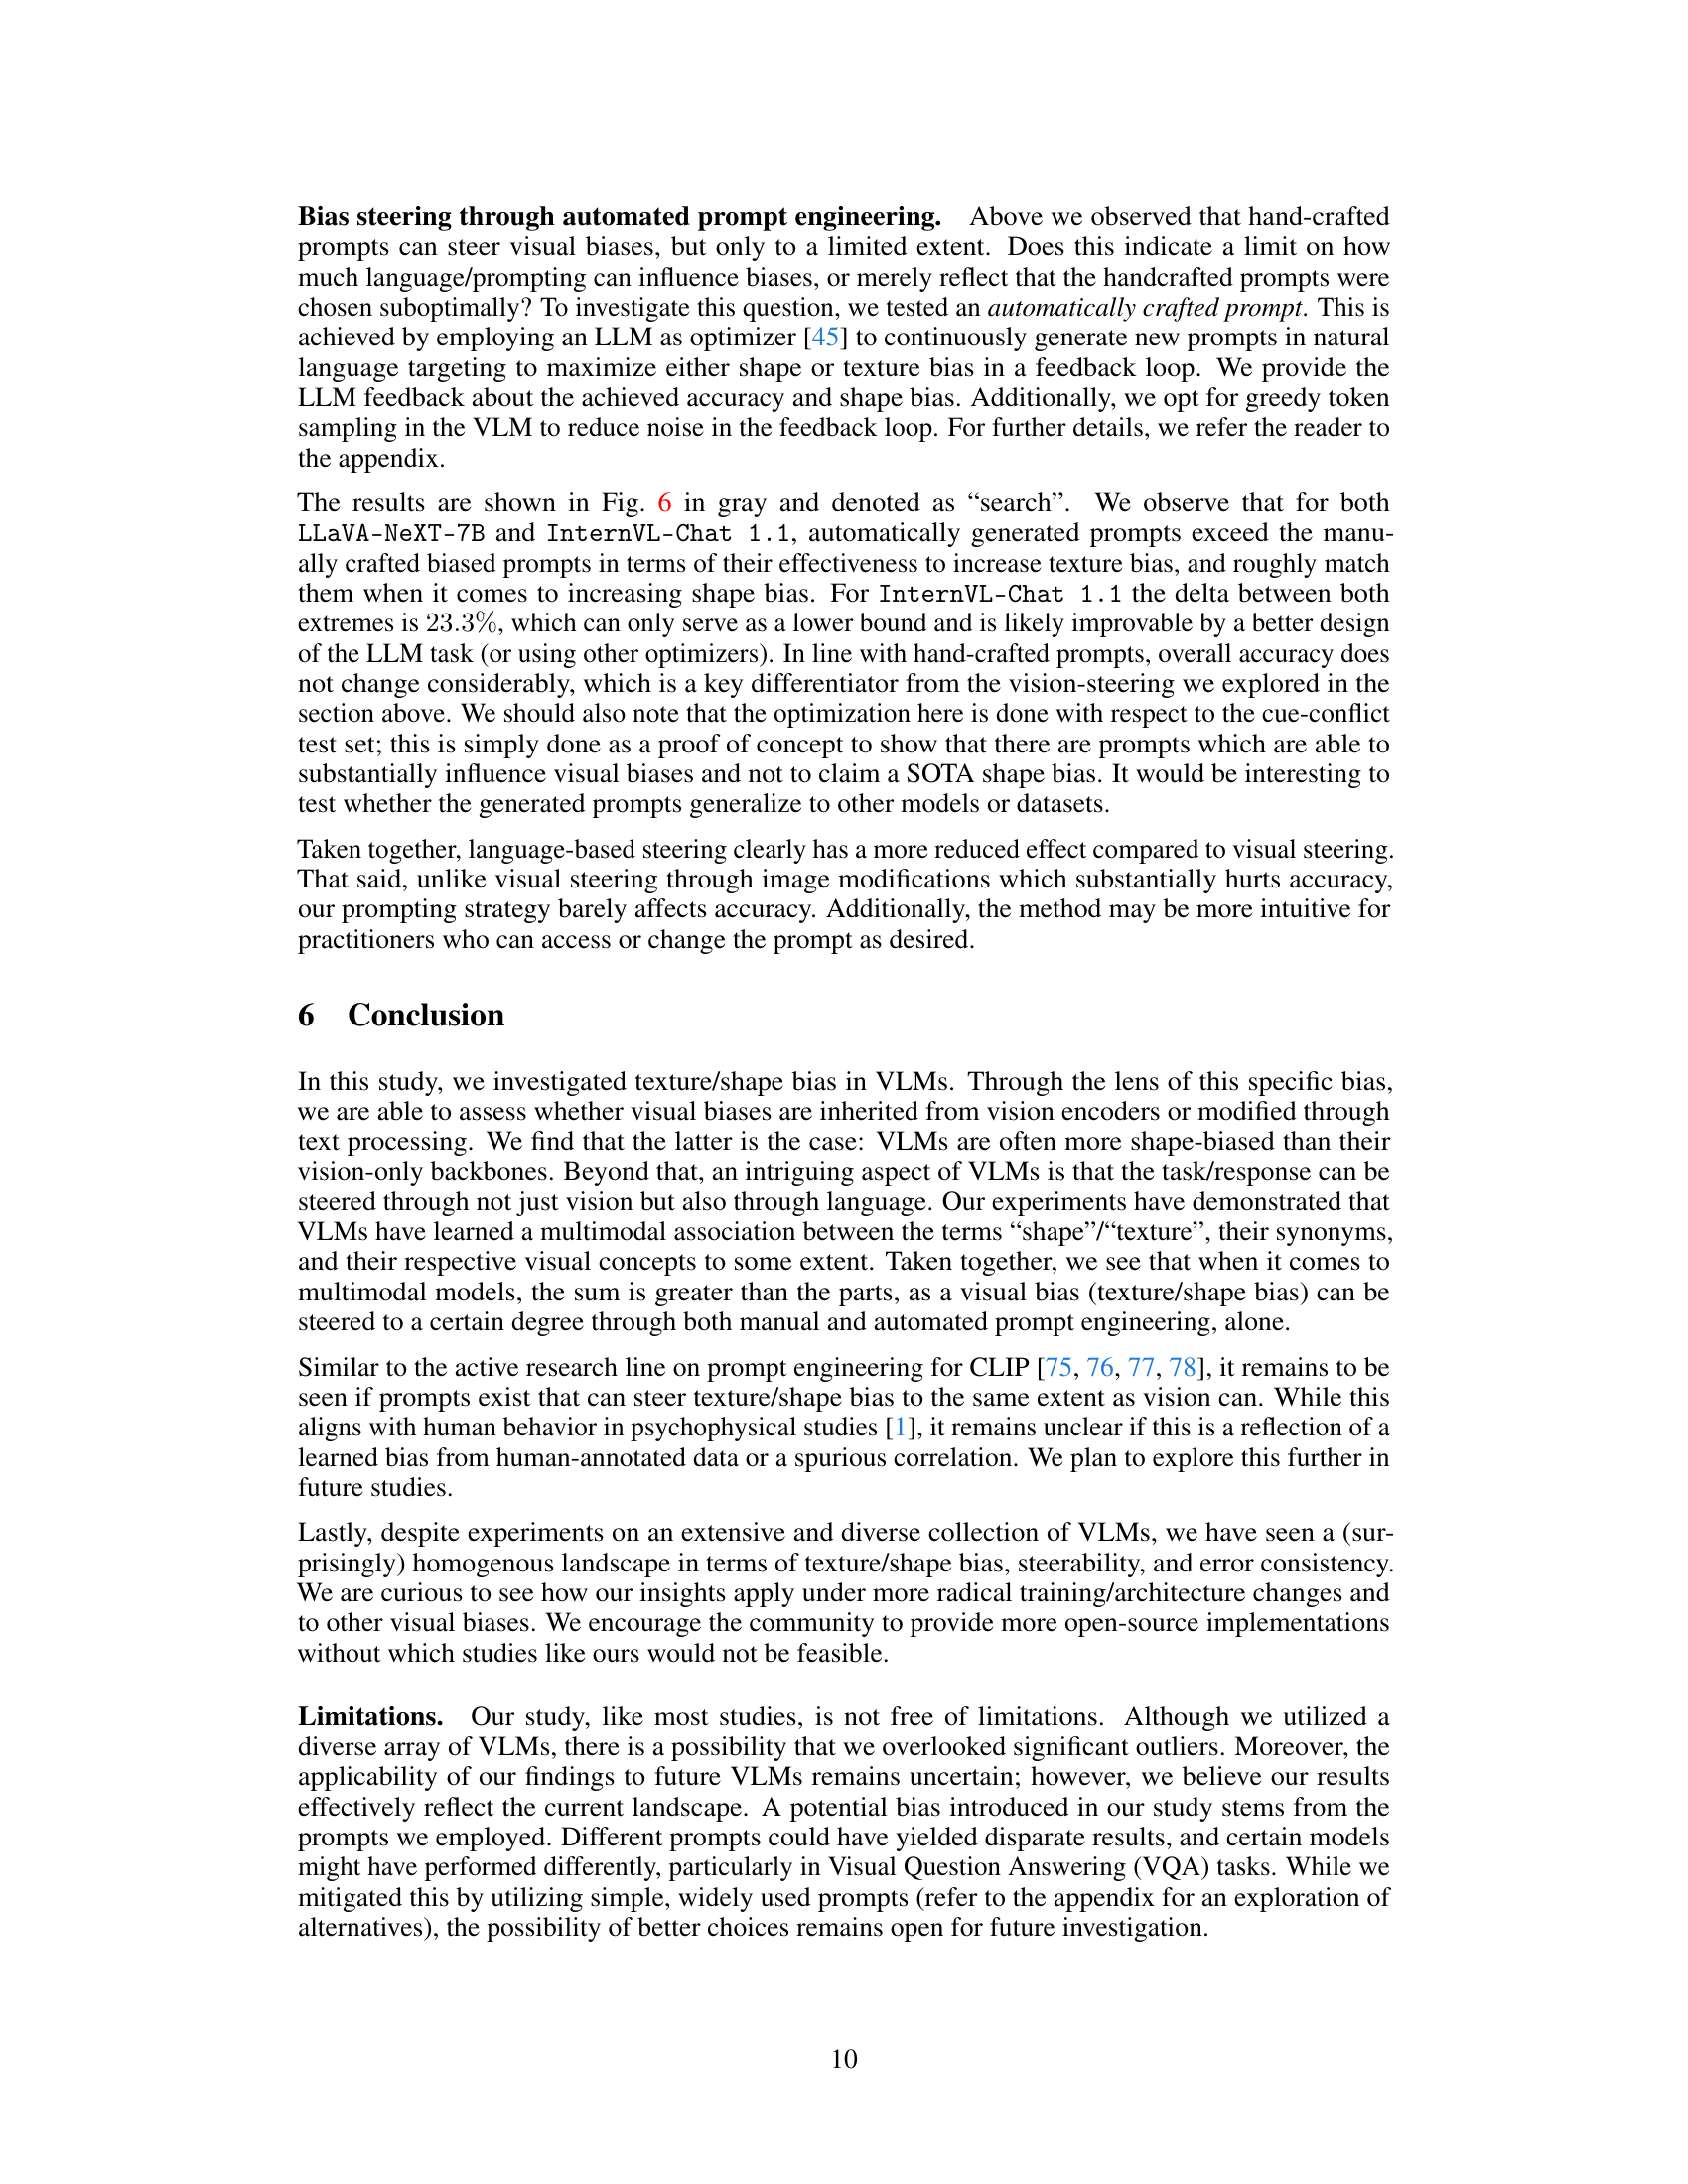 Bias steering through automated prompt engineering. Above we observed that hand-crafted
prompts can steer visual biases, but only to a limited extent. Does this indicate a limit on how
much language/prompting can influence biases, or merely reflect that the handcrafted prompts were
chosen suboptimally? To investigate this question, we tested an automatically crafted prompt. This is
achieved by employing an LLM as optimizer [45] to continuously generate new prompts in natural
language targeting to maximize either shape or texture bias in a feedback loop. We provide the
LLM feedback about the achieved accuracy and shape bias. Additionally, we opt for greedy token
sampling in the VLM to reduce noise in the feedback loop. For further details, we refer the reader to
the appendix.
The results are shown in Fig. 6 in gray and denoted as “search”. We observe that for both
LLaVA-NeXT-7B and InternVL-Chat 1.1, automatically generated prompts exceed the manu-
ally crafted biased prompts in terms of their effectiveness to increase texture bias, and roughly match
them when it comes to increasing shape bias. For InternVL-Chat 1.1 the delta between both
extremes is 23.3%, which can only serve as a lower bound and is likely improvable by a better design
of the LLM task (or using other optimizers). In line with hand-crafted prompts, overall accuracy does
not change considerably, which is a key differentiator from the vision-steering we explored in the
section above. We should also note that the optimization here is done with respect to the cue-conflict
test set; this is simply done as a proof of concept to show that there are prompts which are able to
substantially influence visual biases and not to claim a SOTA shape bias. It would be interesting to
test whether the generated prompts generalize to other models or datasets.
Taken together, language-based steering clearly has a more reduced effect compared to visual steering.
That said, unlike visual steering through image modifications which substantially hurts accuracy,
our prompting strategy barely affects accuracy. Additionally, the method may be more intuitive for
practitioners who can access or change the prompt as desired.
6 Conclusion
In this study, we investigated texture/shape bias in VLMs. Through the lens of this specific bias,
we are able to assess whether visual biases are inherited from vision encoders or modified through
text processing. We find that the latter is the case: VLMs are often more shape-biased than their
vision-only backbones. Beyond that, an intriguing aspect of VLMs is that the task/response can be
steered through not just vision but also through language. Our experiments have demonstrated that
VLMs have learned a multimodal association between the terms “shape”/“texture”, their synonyms,
and their respective visual concepts to some extent. Taken together, we see that when it comes to
multimodal models, the sum is greater than the parts, as a visual bias (texture/shape bias) can be
steered to a certain degree through both manual and automated prompt engineering, alone.
Similar to the active research line on prompt engineering for CLIP [75, 76, 77, 78], it remains to be
seen if prompts exist that can steer texture/shape bias to the same extent as vision can. While this
aligns with human behavior in psychophysical studies [1], it remains unclear if this is a reflection of a
learned bias from human-annotated data or a spurious correlation. We plan to explore this further in
future studies.
Lastly, despite experiments on an extensive and diverse collection of VLMs, we have seen a (sur-
prisingly) homogenous landscape in terms of texture/shape bias, steerability, and error consistency.
We are curious to see how our insights apply under more radical training/architecture changes and
to other visual biases. We encourage the community to provide more open-source implementations
without which studies like ours would not be feasible.
Limitations. Our study, like most studies, is not free of limitations. Although we utilized a
diverse array of VLMs, there is a possibility that we overlooked significant outliers. Moreover, the
applicability of our findings to future VLMs remains uncertain; however, we believe our results
effectively reflect the current landscape. A potential bias introduced in our study stems from the
prompts we employed. Different prompts could have yielded disparate results, and certain models
might have performed differently, particularly in Visual Question Answering (VQA) tasks. While we
mitigated this by utilizing simple, widely used prompts (refer to the appendix for an exploration of
alternatives), the possibility of better choices remains open for future investigation.
10